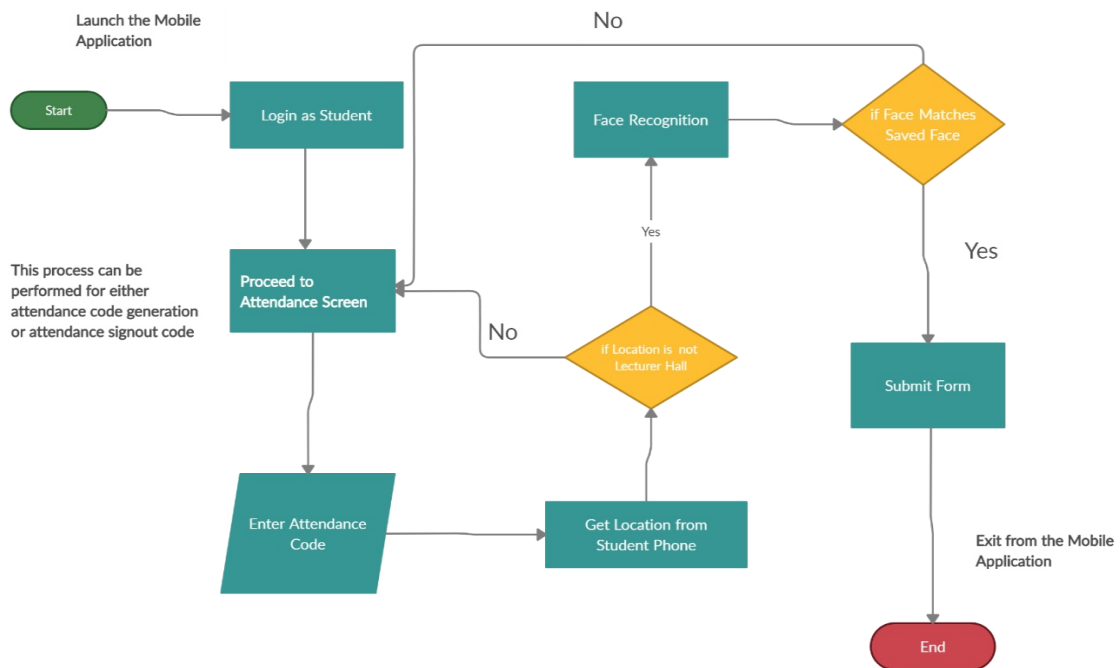 Launch the Mobile
Application
No
Start
Login as Student
Face Recognition
if Face Matches
Saved Face
Yes
Yes
This process can be
performed for either
attendance code generation
or attendance signout code
Proceed to
Attendance Screen
No
if Location is not
Lecturer Hall
Submit Form
Enter Attendance
Code
Get Location from
Student Phone
Exit from the Mobile
Application
End